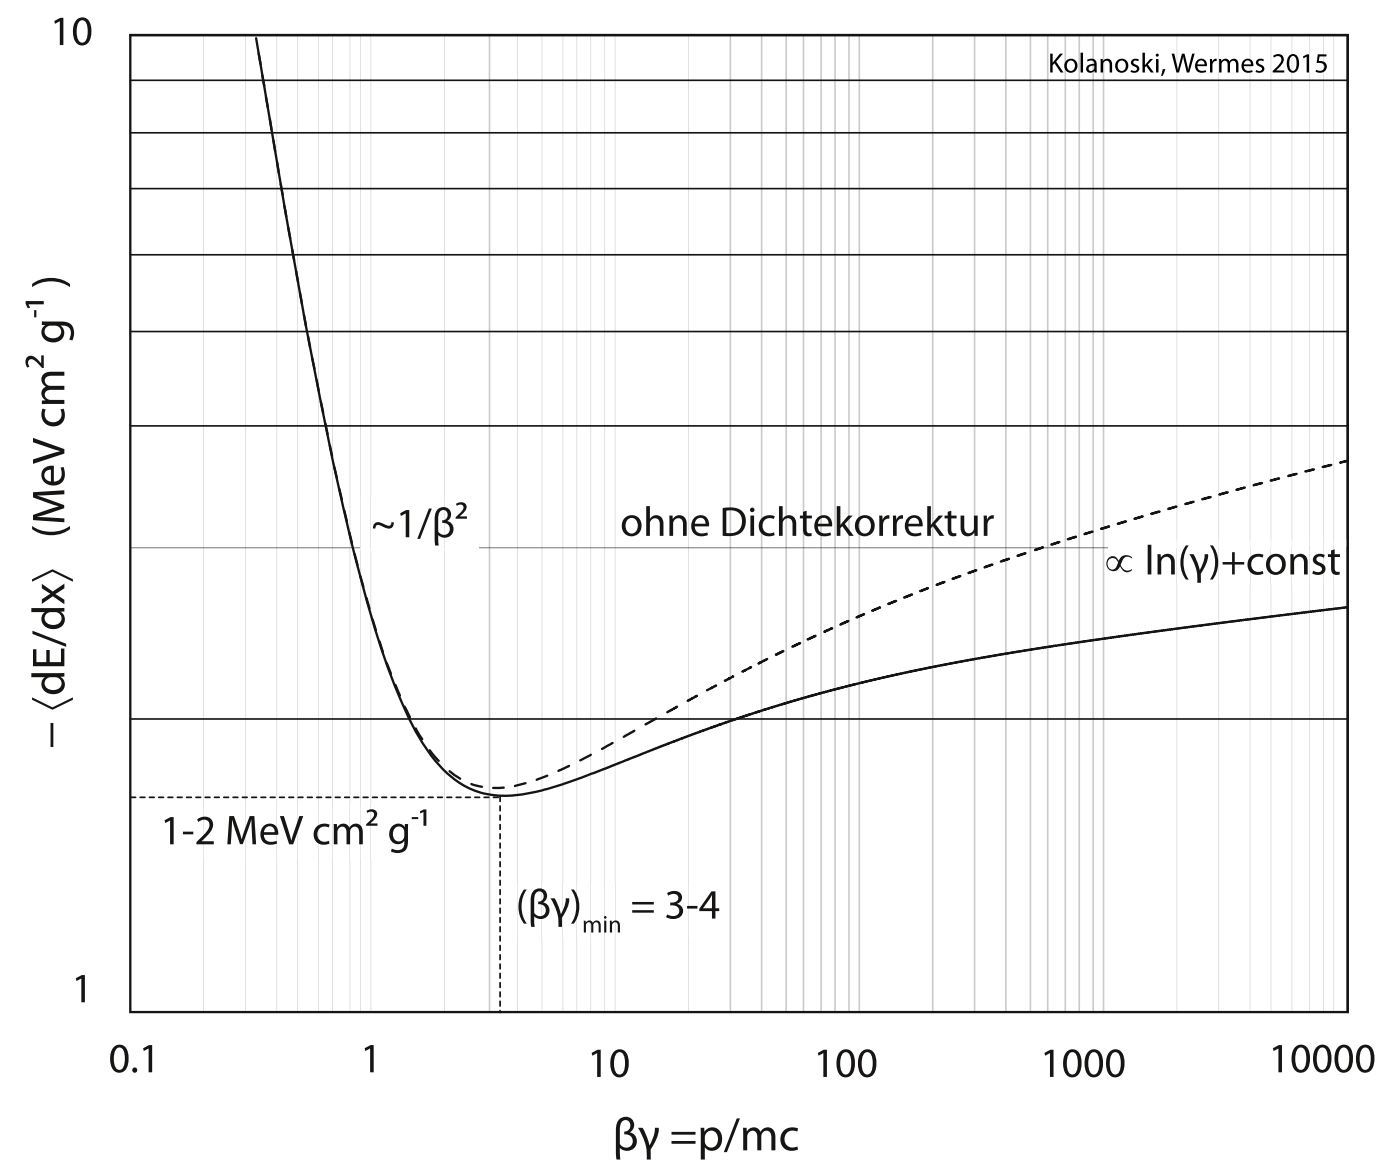 10
Kolanoski, Wermes 2015
~1/β²
ohne Dichtekorrektur
∝ ln(γ)+const
−⟨dE/dx⟩ (MeV cm² g⁻¹)
1-2 MeV cm² g⁻¹
(βγ)min = 3-4
1
0.1 1 10 100 1000 10000
βγ =p/mc